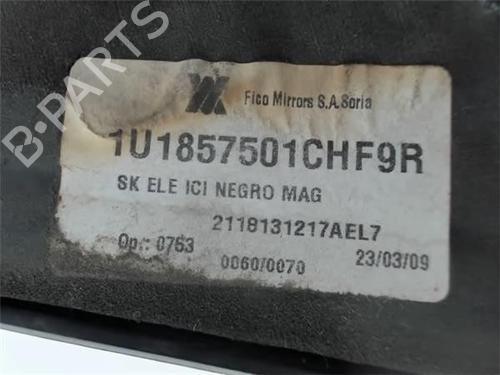 Fico Mirrors S.A.Soria
1U1857501CHF9R
SK ELE ICI NEGRO MAG
2118131217AEL7
Op.: 0763
0060/0070
23/03/09
B-PARTS